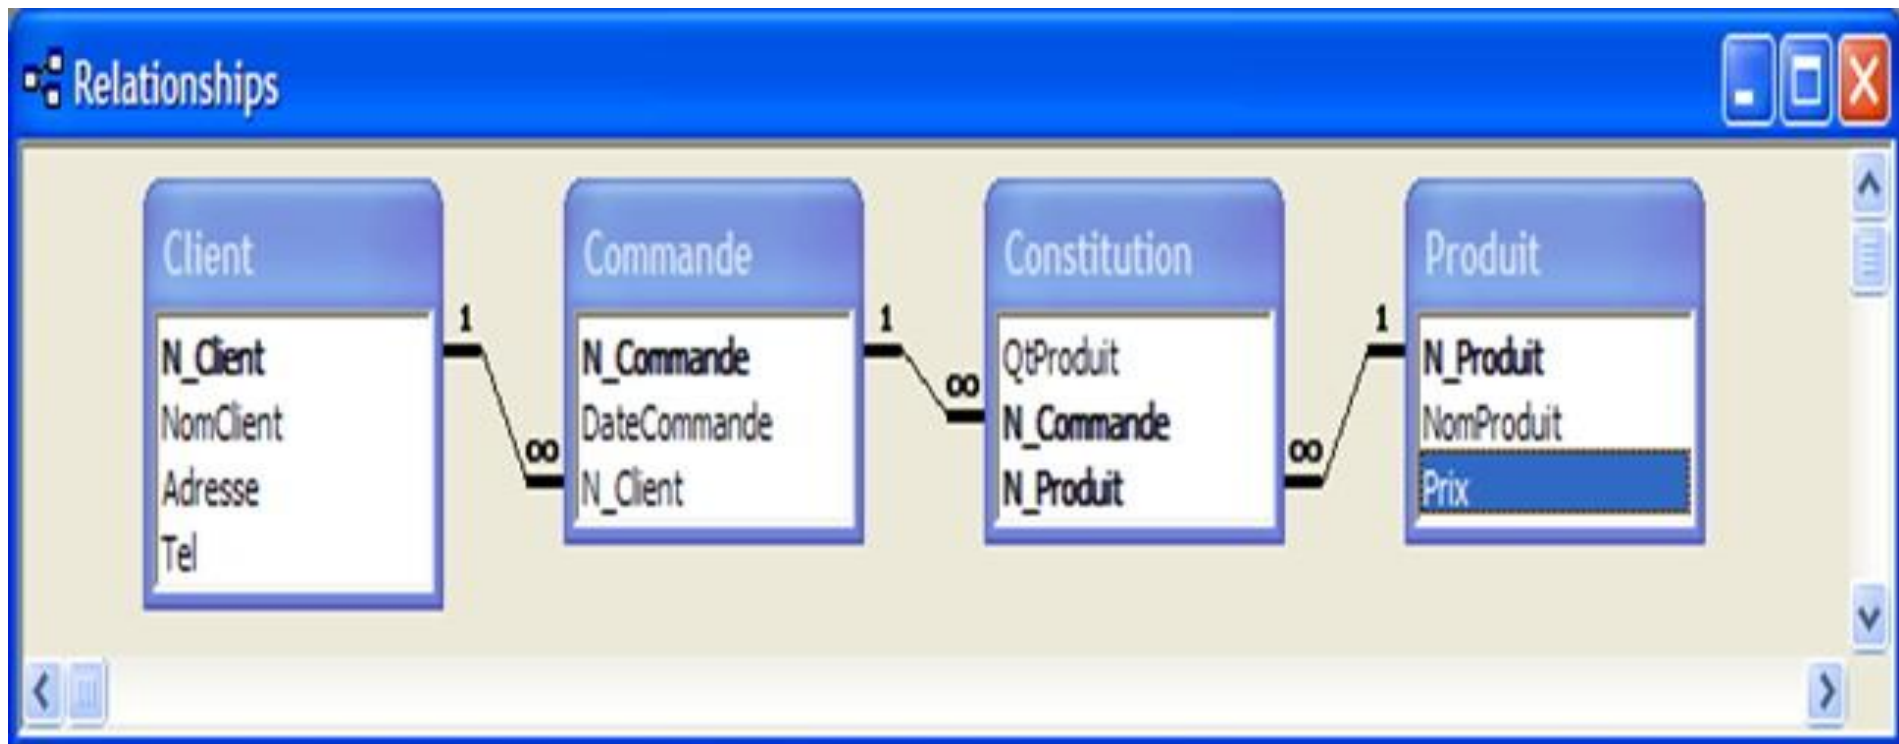 Relationships
Client
N_Client
NomClient
Adresse
Tel
1
∞
Commande
N_Commande
DateCommande
N_Client
1
∞
Constitution
QtProduit
N_Commande
N_Produit
∞
1
Produit
N_Produit
NomProduit
Prix